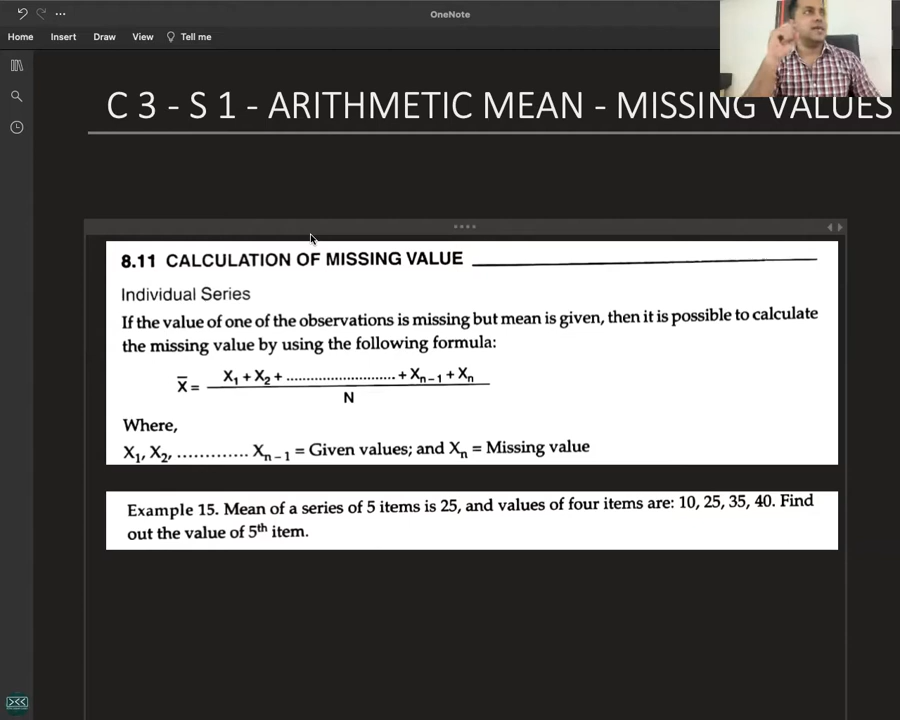 OneNote
Home Insert Draw View Tell me
C 3 - S 1 - ARITHMETIC MEAN - MISSING VALUES
8.11 CALCULATION OF MISSING VALUE
Individual Series
If the value of one of the observations is missing but mean is given, then it is possible to calculate
the missing value by using the following formula:
X̄ = (X₁ + X₂ + ........................... + Xₙ₋₁ + Xₙ) / N
Where,
X₁, X₂, ............. Xₙ₋₁ = Given values; and Xₙ = Missing value
Example 15. Mean of a series of 5 items is 25, and values of four items are: 10, 25, 35, 40. Find
out the value of 5th item.